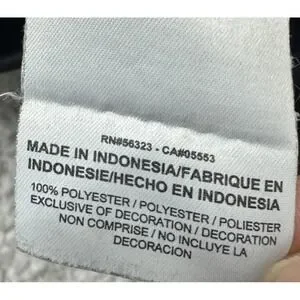 RN#56323 - CA#05553
MADE IN INDONESIA/FABRIQUE EN
INDONESIE/HECHO EN INDONESIA
100% POLYESTER / POLYESTER / POLIESTER
EXCLUSIVE OF DECORATION / DECORATION
NON COMPRISE / NO INCLUYE LA
DECORACION